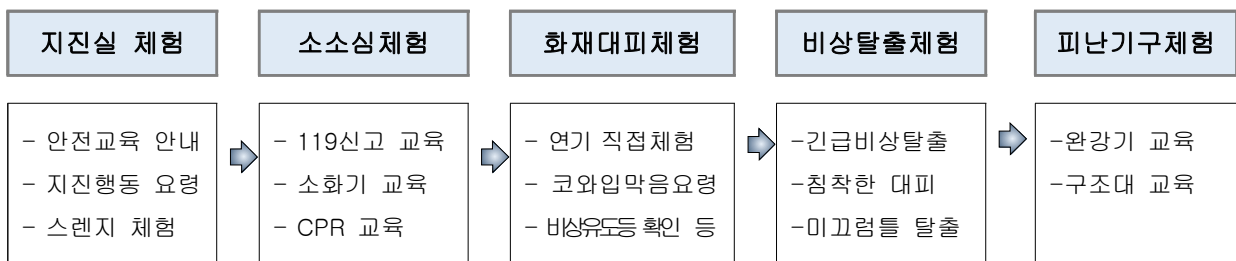 지진실 체험
- 안전교육 안내
- 지진행동 요령
- 스렌지 체험
소소심체험
- 119신고 교육
- 소화기 교육
- CPR 교육
화재대피체험
- 연기 직접체험
- 코와입막음요령
- 비상유도등 확인 등
비상탈출체험
-긴급비상탈출
-침착한 대피
-미끄럼틀 탈출
피난기구체험
-완강기 교육
-구조대 교육